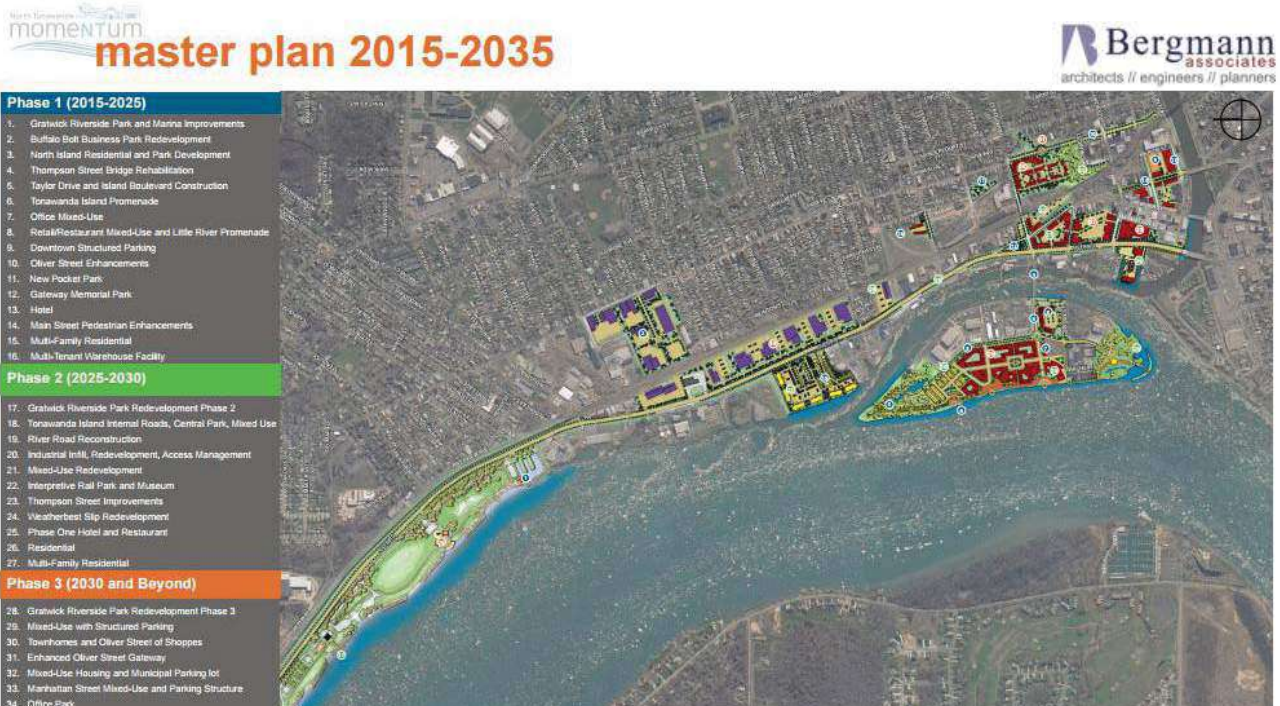 North Tonawanda
momentum
master plan 2015-2035
Bergmann
associates
architects // engineers // planners
Phase 1 (2015-2025)
1. Gratwick Riverside Park and Marina Improvements
2. Buffalo Bolt Business Park Redevelopment
3. North Island Residential and Park Development
4. Thompson Street Bridge Rehabilitation
5. Taylor Drive and Island Boulevard Construction
6. Tonawanda Island Promenade
7. Office Mixed-Use
8. Retail/Restaurant Mixed-Use and Little River Promenade
9. Downtown Structured Parking
10. Oliver Street Enhancements
11. New Pocket Park
12. Gateway Memorial Park
13. Hotel
14. Main Street Pedestrian Enhancements
15. Multi-Family Residential
16. Multi-Tenant Warehouse Facility
Phase 2 (2025-2030)
17. Gratwick Riverside Park Redevelopment Phase 2
18. Tonawanda Island Internal Roads, Central Park, Mixed Use
19. River Road Reconstruction
20. Industrial Infill, Redevelopment, Access Management
21. Mixed-Use Redevelopment
22. Interpretive Rail Park and Museum
23. Thompson Street Improvements
24. Weatherbest Slip Redevelopment
25. Phase One Hotel and Restaurant
26. Residential
27. Multi-Family Residential
Phase 3 (2030 and Beyond)
28. Gratwick Riverside Park Redevelopment Phase 3
29. Mixed-Use with Structured Parking
30. Townhomes and Oliver Street of Shoppes
31. Enhanced Oliver Street Gateway
32. Mixed-Use Housing and Municipal Parking lot
33. Manhattan Street Mixed-Use and Parking Structure
34. Office Park